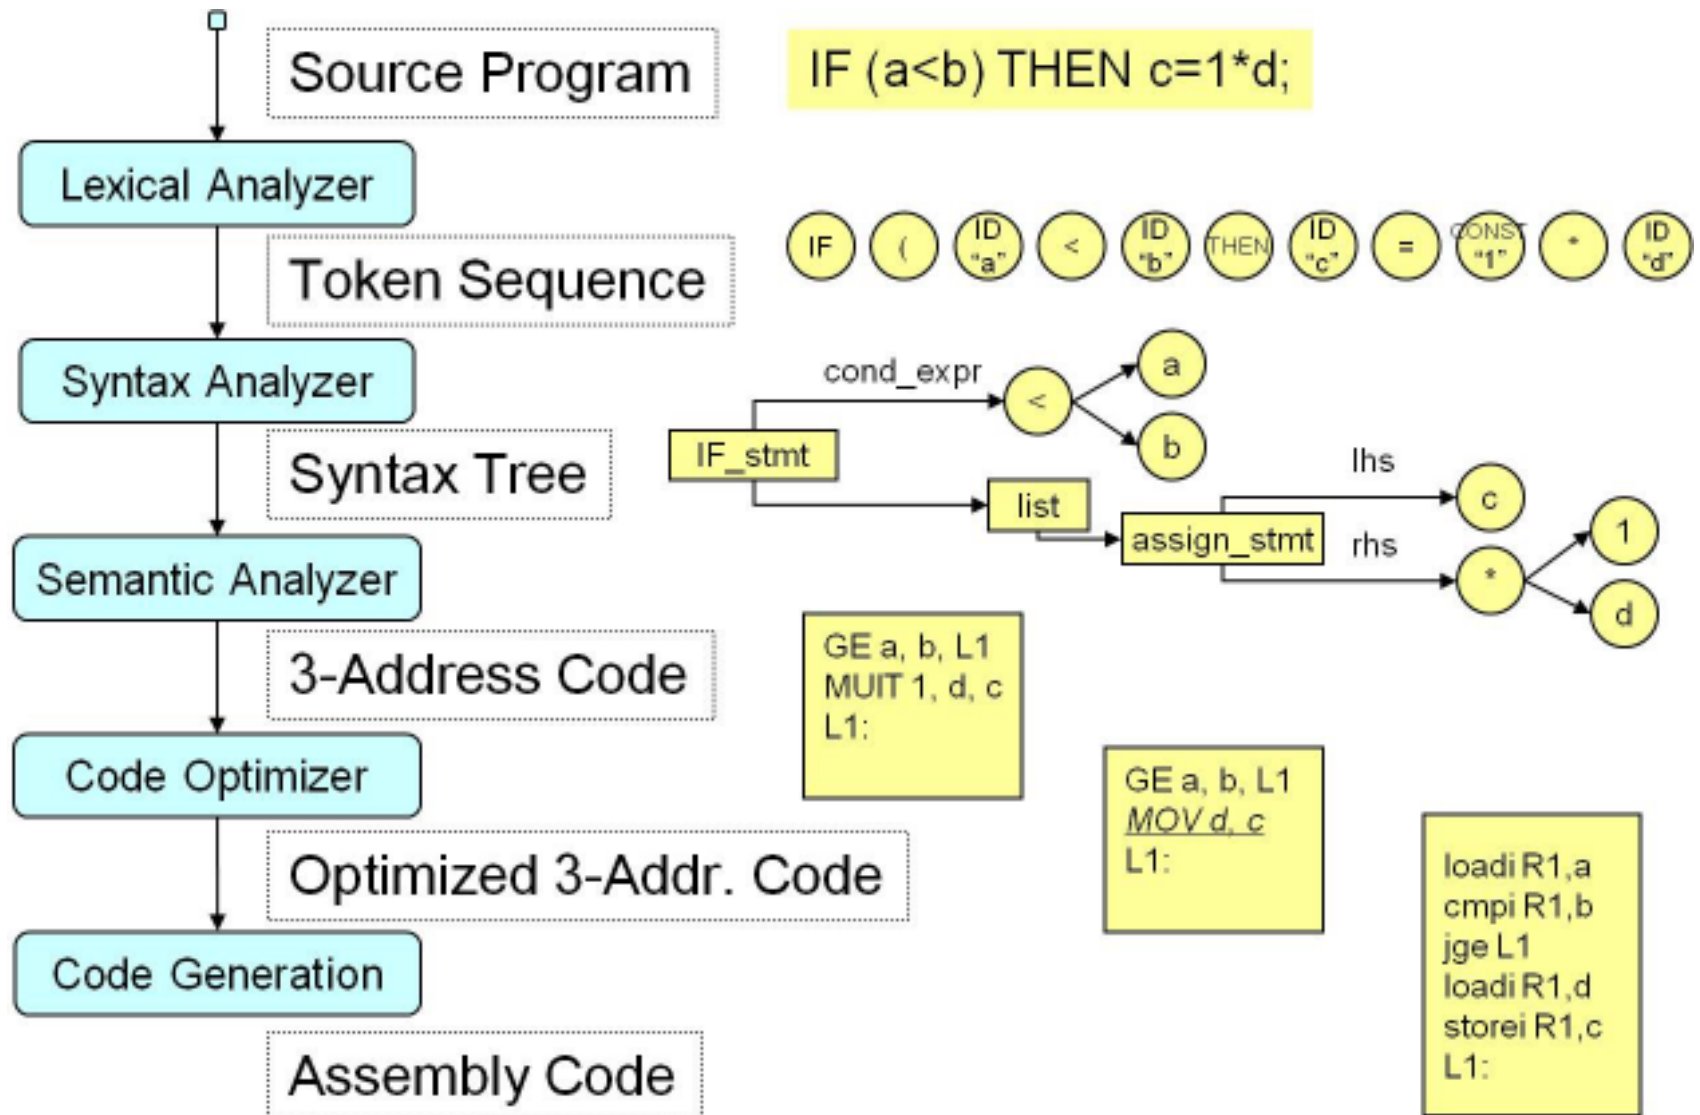 Source Program
IF (a<b) THEN c=1*d;
Lexical Analyzer
IF ( ID "a" < ID "b" THEN ID "c" = CONST "1" * ID "d"
Token Sequence
Syntax Analyzer
cond_expr
<
a
b
IF_stmt
Syntax Tree
list
assign_stmt
lhs
c
rhs
*
1
d
Semantic Analyzer
3-Address Code
GE a, b, L1
MUIT 1, d, c
L1:
Code Optimizer
GE a, b, L1
MOV d, c
L1:
Optimized 3-Addr. Code
Code Generation
loadi R1,a
cmpi R1,b
jge L1
loadi R1,d
storei R1,c
L1:
Assembly Code